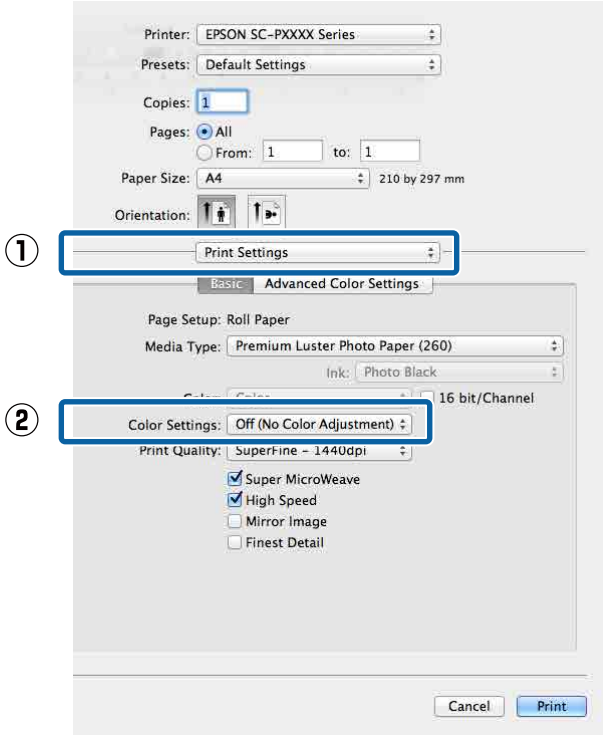 Printer: EPSON SC-PXXXX Series
Presets: Default Settings
Copies: 1
Pages: All
From: 1 to: 1
Paper Size: A4 210 by 297 mm
Orientation:
① Print Settings
Basic Advanced Color Settings
Page Setup: Roll Paper
Media Type: Premium Luster Photo Paper (260)
Ink: Photo Black
Color: Color 16 bit/Channel
② Color Settings: Off (No Color Adjustment)
Print Quality: SuperFine - 1440dpi
Super MicroWeave
High Speed
Mirror Image
Finest Detail
Cancel Print